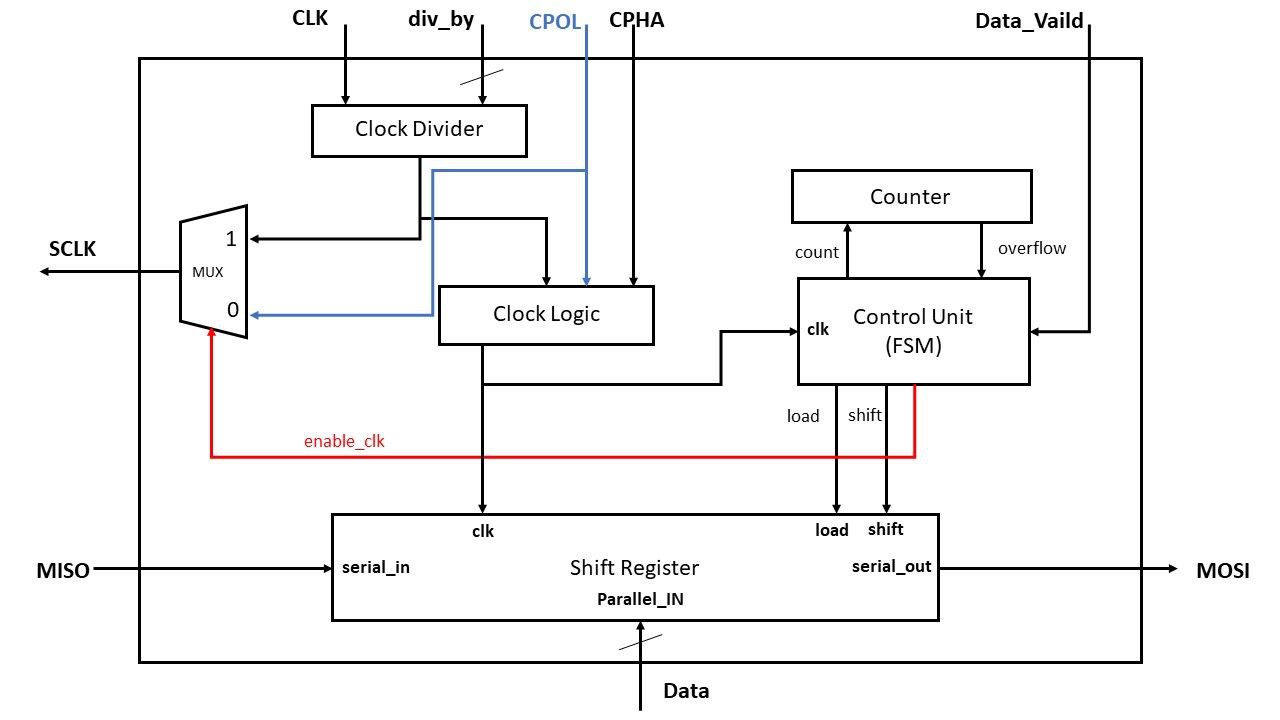 CLK
div_by
CPOL
CPHA
Data_Vaild
Clock Divider
Counter
1
SCLK
MUX
0
count
overflow
Clock Logic
clk
Control Unit
(FSM)
load
shift
enable_clk
clk
load
shift
MISO
serial_in
Shift Register
serial_out
MOSI
Parallel_IN
Data